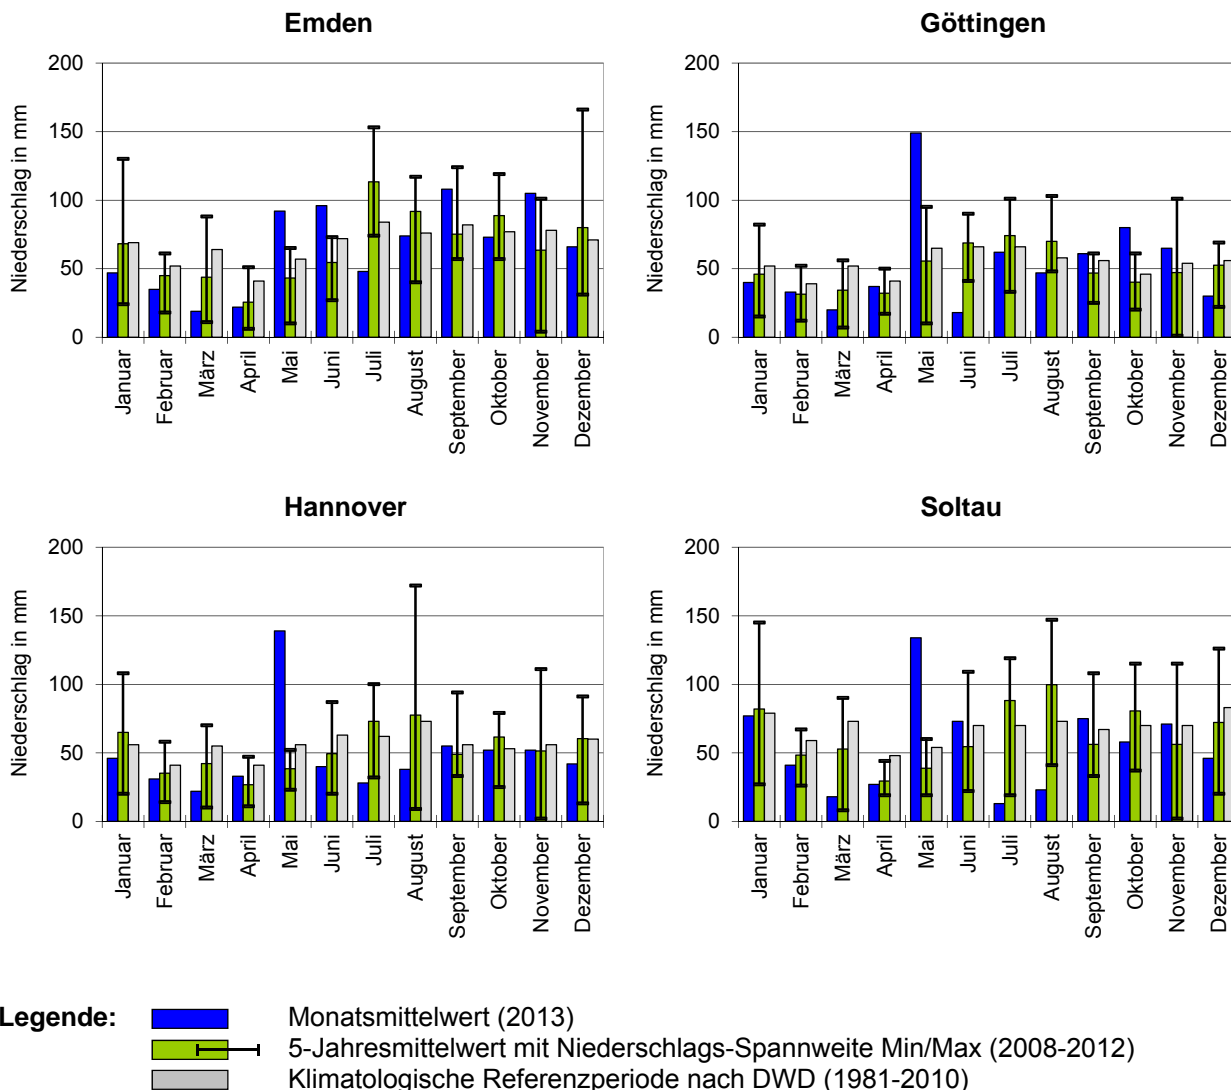 Emden
Göttingen
200
150
100
50
0
Niederschlag in mm
Januar
Februar
März
April
Mai
Juni
Juli
August
September
Oktober
November
Dezember
200
150
100
50
0
Niederschlag in mm
Januar
Februar
März
April
Mai
Juni
Juli
August
September
Oktober
November
Dezember
Hannover
Soltau
200
150
100
50
0
Niederschlag in mm
Januar
Februar
März
April
Mai
Juni
Juli
August
September
Oktober
November
Dezember
200
150
100
50
0
Niederschlag in mm
Januar
Februar
März
April
Mai
Juni
Juli
August
September
Oktober
November
Dezember
Legende:
Monatsmittelwert (2013)
5-Jahresmittelwert mit Niederschlags-Spannweite Min/Max (2008-2012)
Klimatologische Referenzperiode nach DWD (1981-2010)